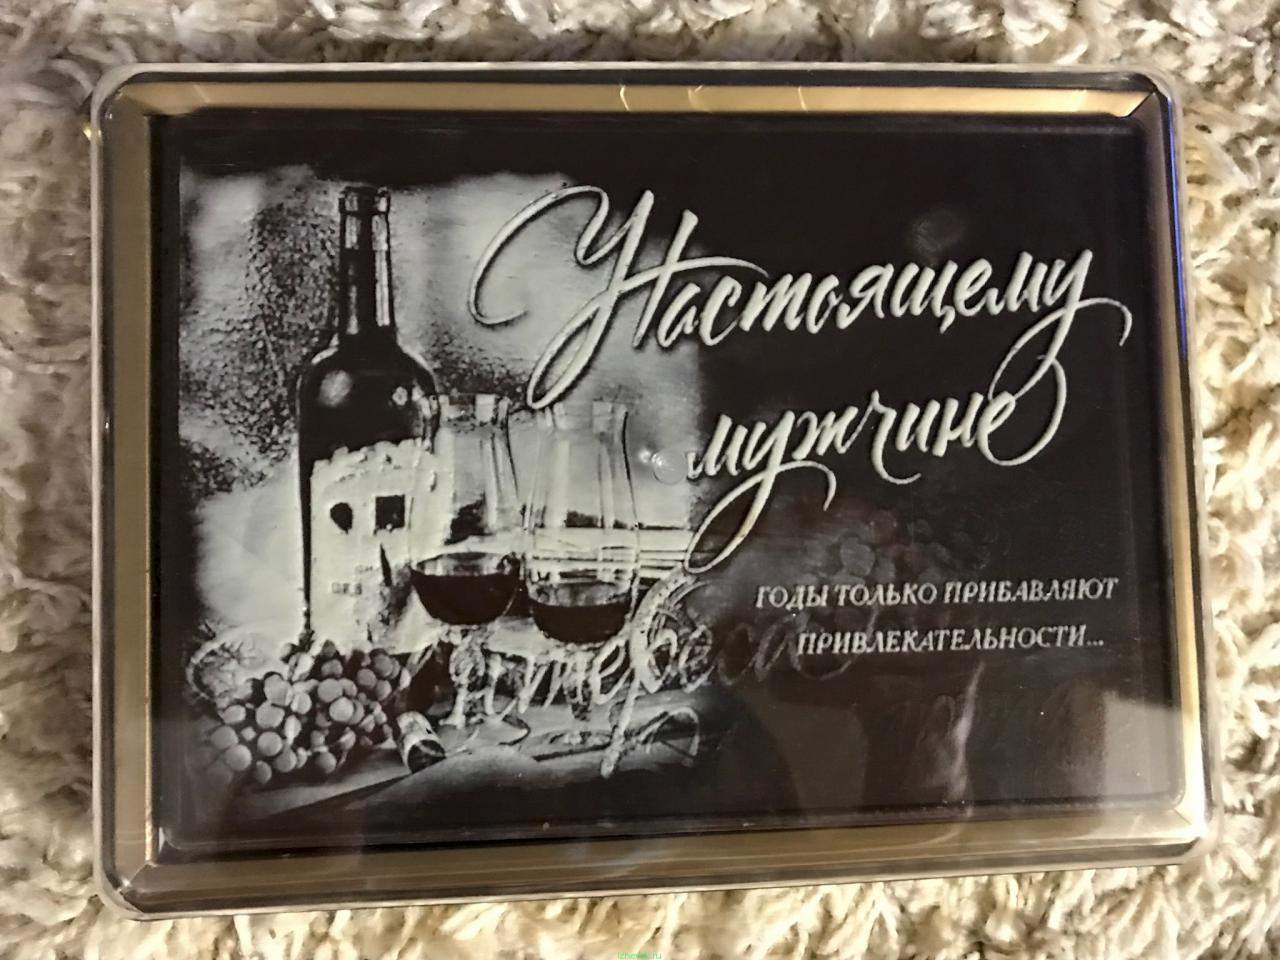 Настоящему
мужчине
ГОДЫ ТОЛЬКО ПРИБАВЛЯЮТ
ПРИВЛЕКАТЕЛЬНОСТИ...